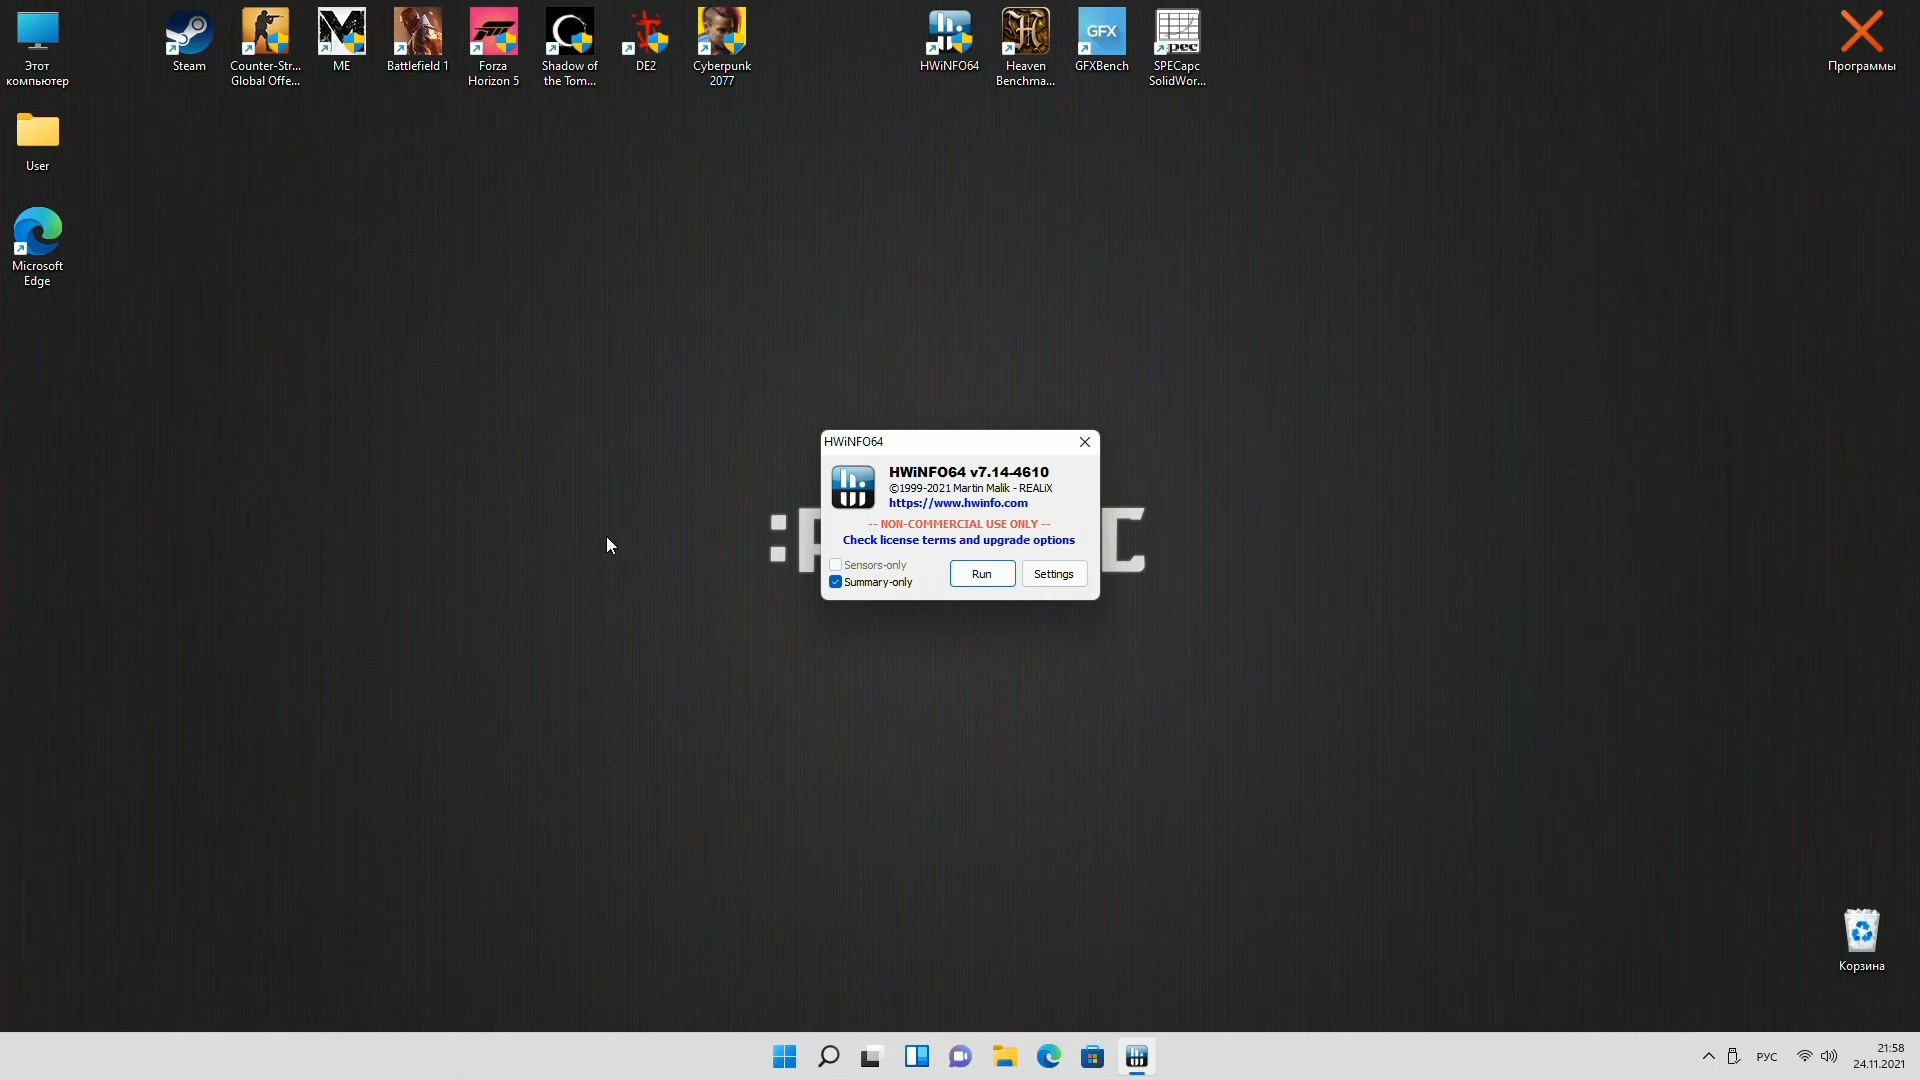 Этот
компьютер
Steam
Counter-Str...
Global Offe...
ME
Battlefield 1
Forza
Horizon 5
Shadow of
the Tom...
DE2
Cyberpunk
2077
HWiNFO64
Heaven
Benchma...
GFX
GFXBench
spec
SPECapc
SolidWor...
Программы
User
Microsoft
Edge
HWiNFO64
HWiNFO64 v7.14-4610
©1999-2021 Martin Malik - REALiX
https://www.hwinfo.com
-- NON-COMMERCIAL USE ONLY --
Check license terms and upgrade options
Sensors-only
Summary-only
Run
Settings
Корзина
РУС
21:58
24.11.2021